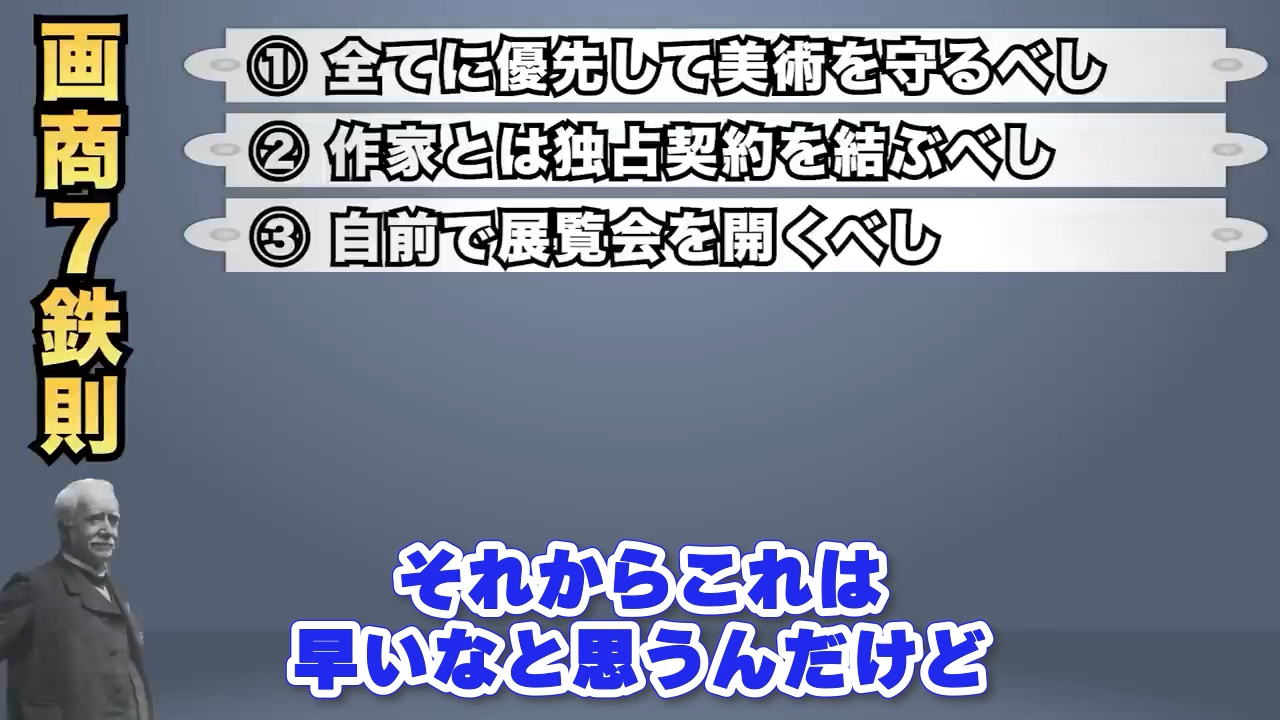 画商7鉄則
① 全てに優先して美術を守るべし
② 作家とは独占契約を結ぶべし
③ 自前で展覧会を開くべし
それからこれは
早いなと思うんだけど